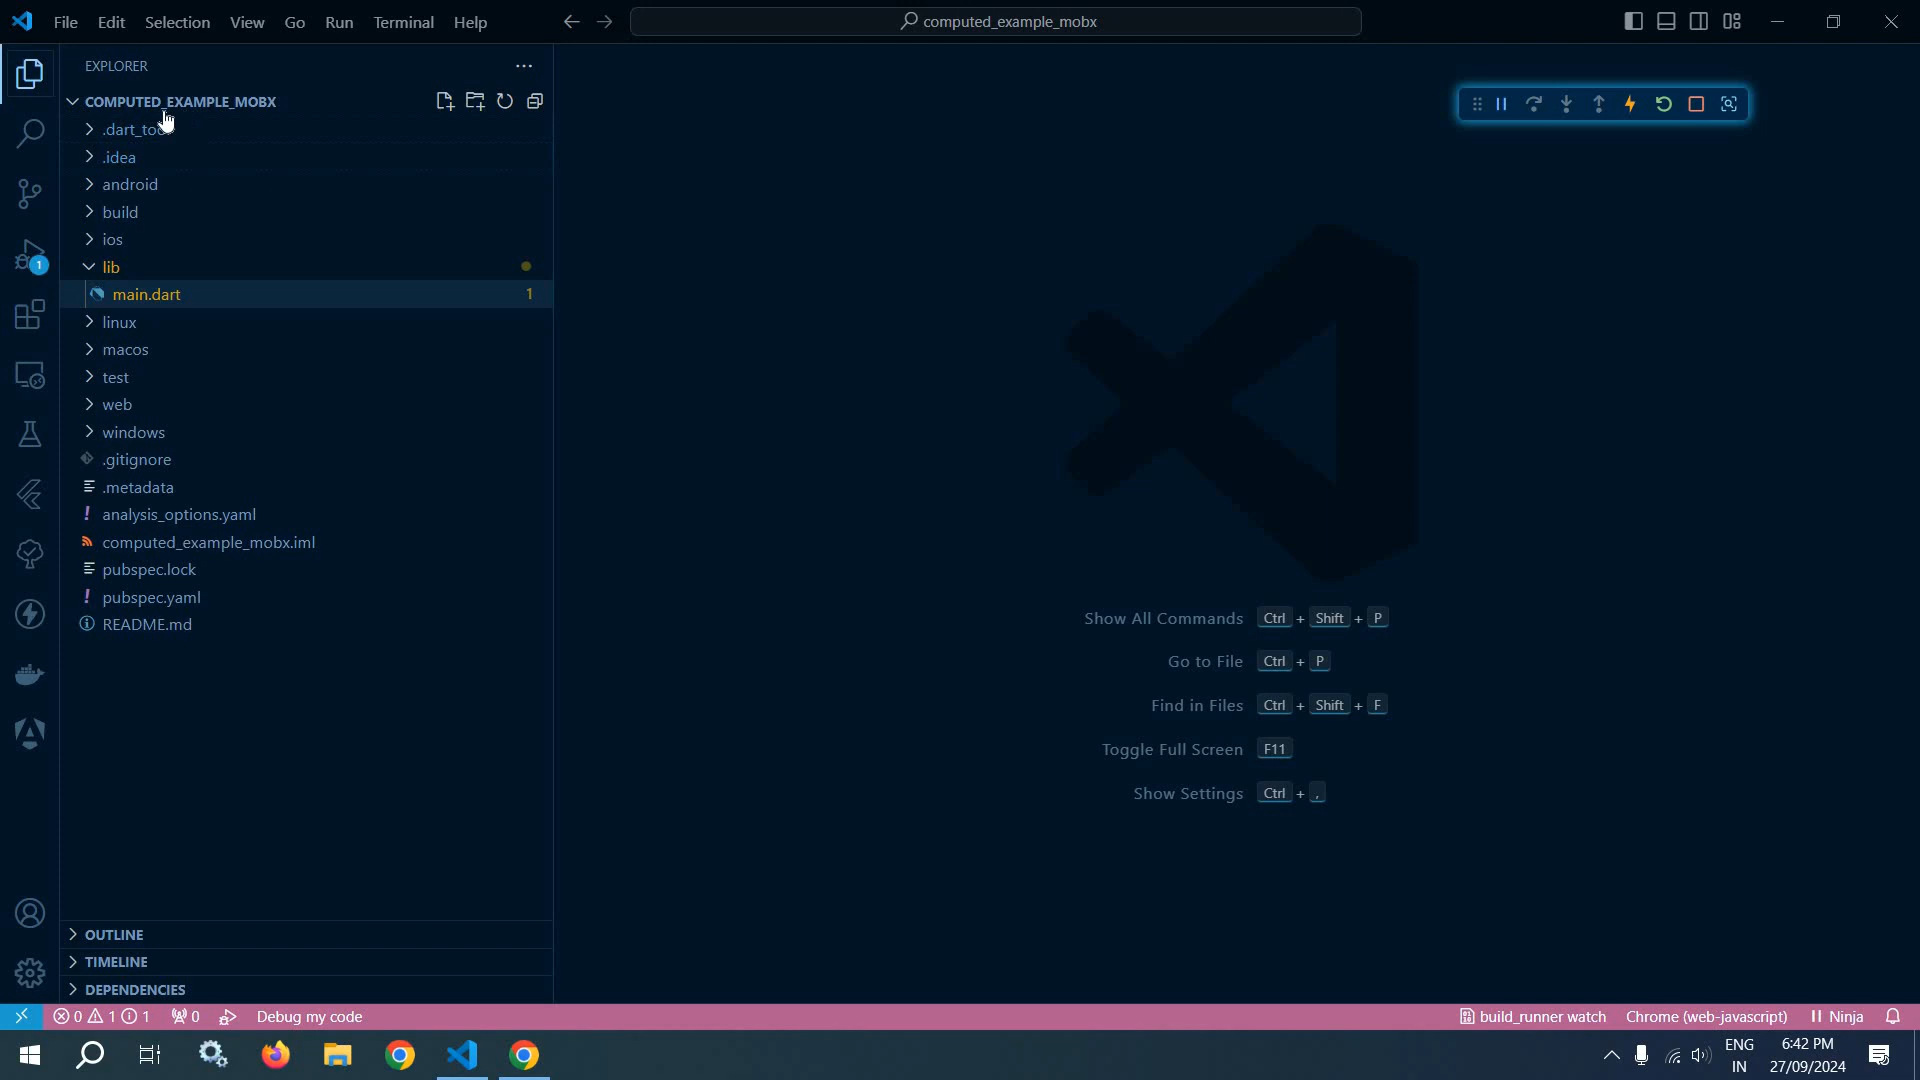 File Edit Selection View Go Run Terminal Help
computed_example_mobx
EXPLORER
COMPUTED_EXAMPLE_MOBX
.idea
android
build
ios
lib
main.dart 1
linux
macos
test
web
windows
.gitignore
.metadata
analysis_options.yaml
computed_example_mobx.iml
pubspec.lock
pubspec.yaml
README.md
Show All Commands Ctrl + Shift + P
Go to File Ctrl + P
Find in Files Ctrl + Shift + F
Toggle Full Screen F11
Show Settings Ctrl + ,
OUTLINE
TIMELINE
DEPENDENCIES
1
0 1 1 0 Debug my code build_runner watch Chrome (web-javascript) Ninja
ENG
IN
6:42 PM
27/09/2024